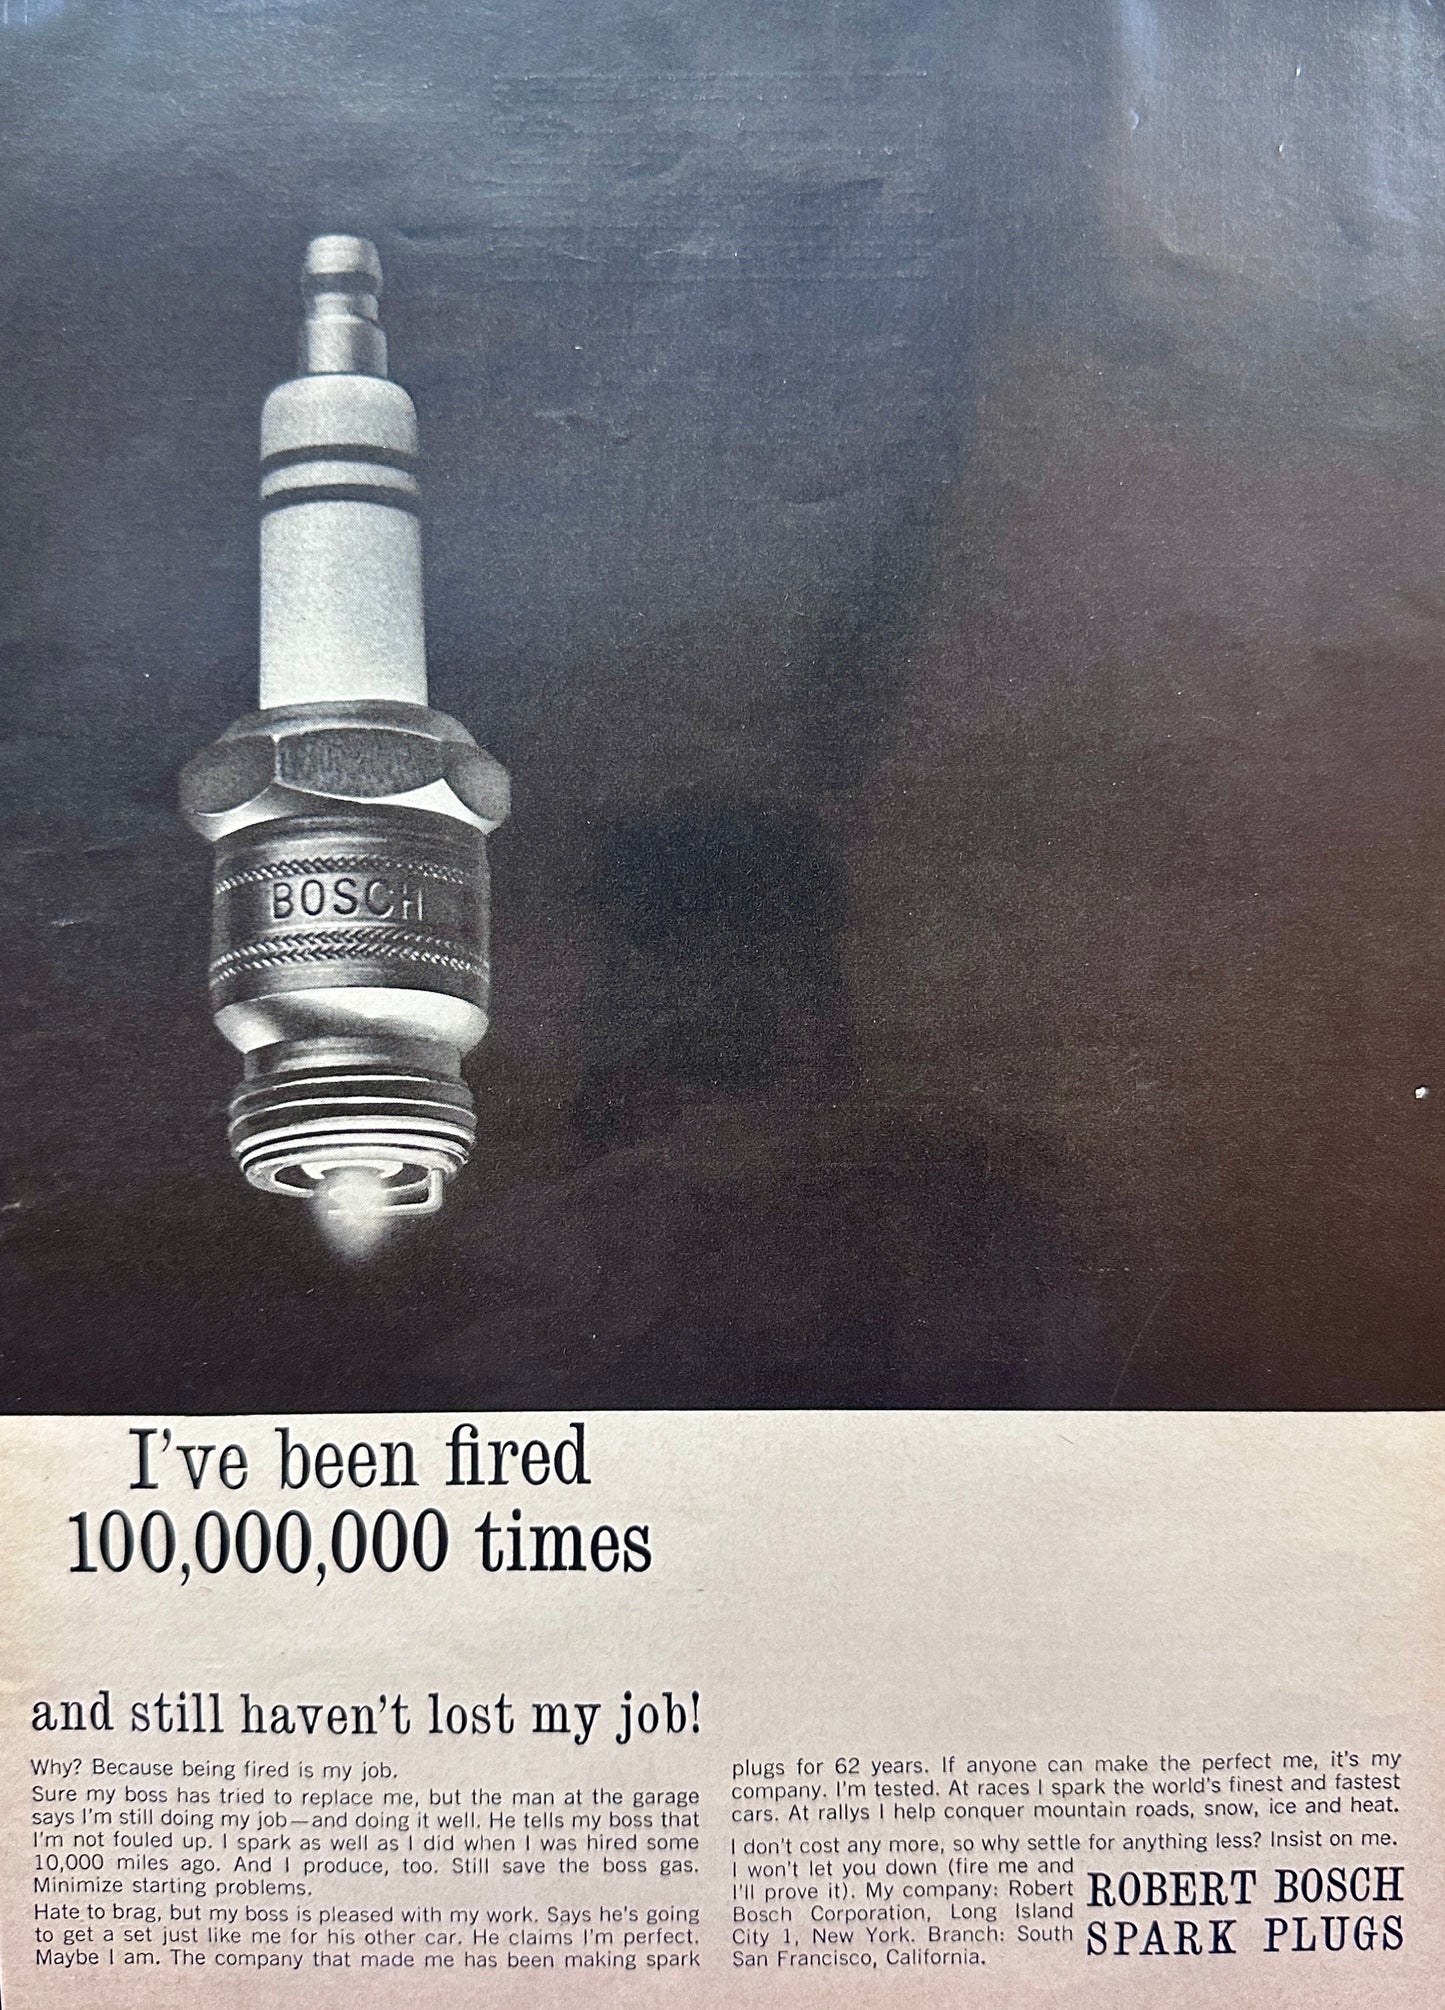 BOSCH
I've been fired
100,000,000 times
and still haven't lost my job!
Why? Because being fired is my job.
Sure my boss has tried to replace me, but the man at the garage
says I'm still doing my job—and doing it well. He tells my boss that
I'm not fouled up. I spark as well as I did when I was hired some
10,000 miles ago. And I produce, too. Still save the boss gas.
Minimize starting problems.
Hate to brag, but my boss is pleased with my work. Says he's going
to get a set just like me for his other car. He claims I'm perfect.
Maybe I am. The company that made me has been making spark
plugs for 62 years. If anyone can make the perfect me, it's my
company. I'm tested. At races I spark the world's finest and fastest
cars. At rallys I help conquer mountain roads, snow, ice and heat.
I don't cost any more, so why settle for anything less? Insist on me.
I won't let you down (fire me and
I'll prove it). My company: Robert
Bosch Corporation, Long Island
City 1, New York. Branch: South
San Francisco, California.
ROBERT BOSCH
SPARK PLUGS